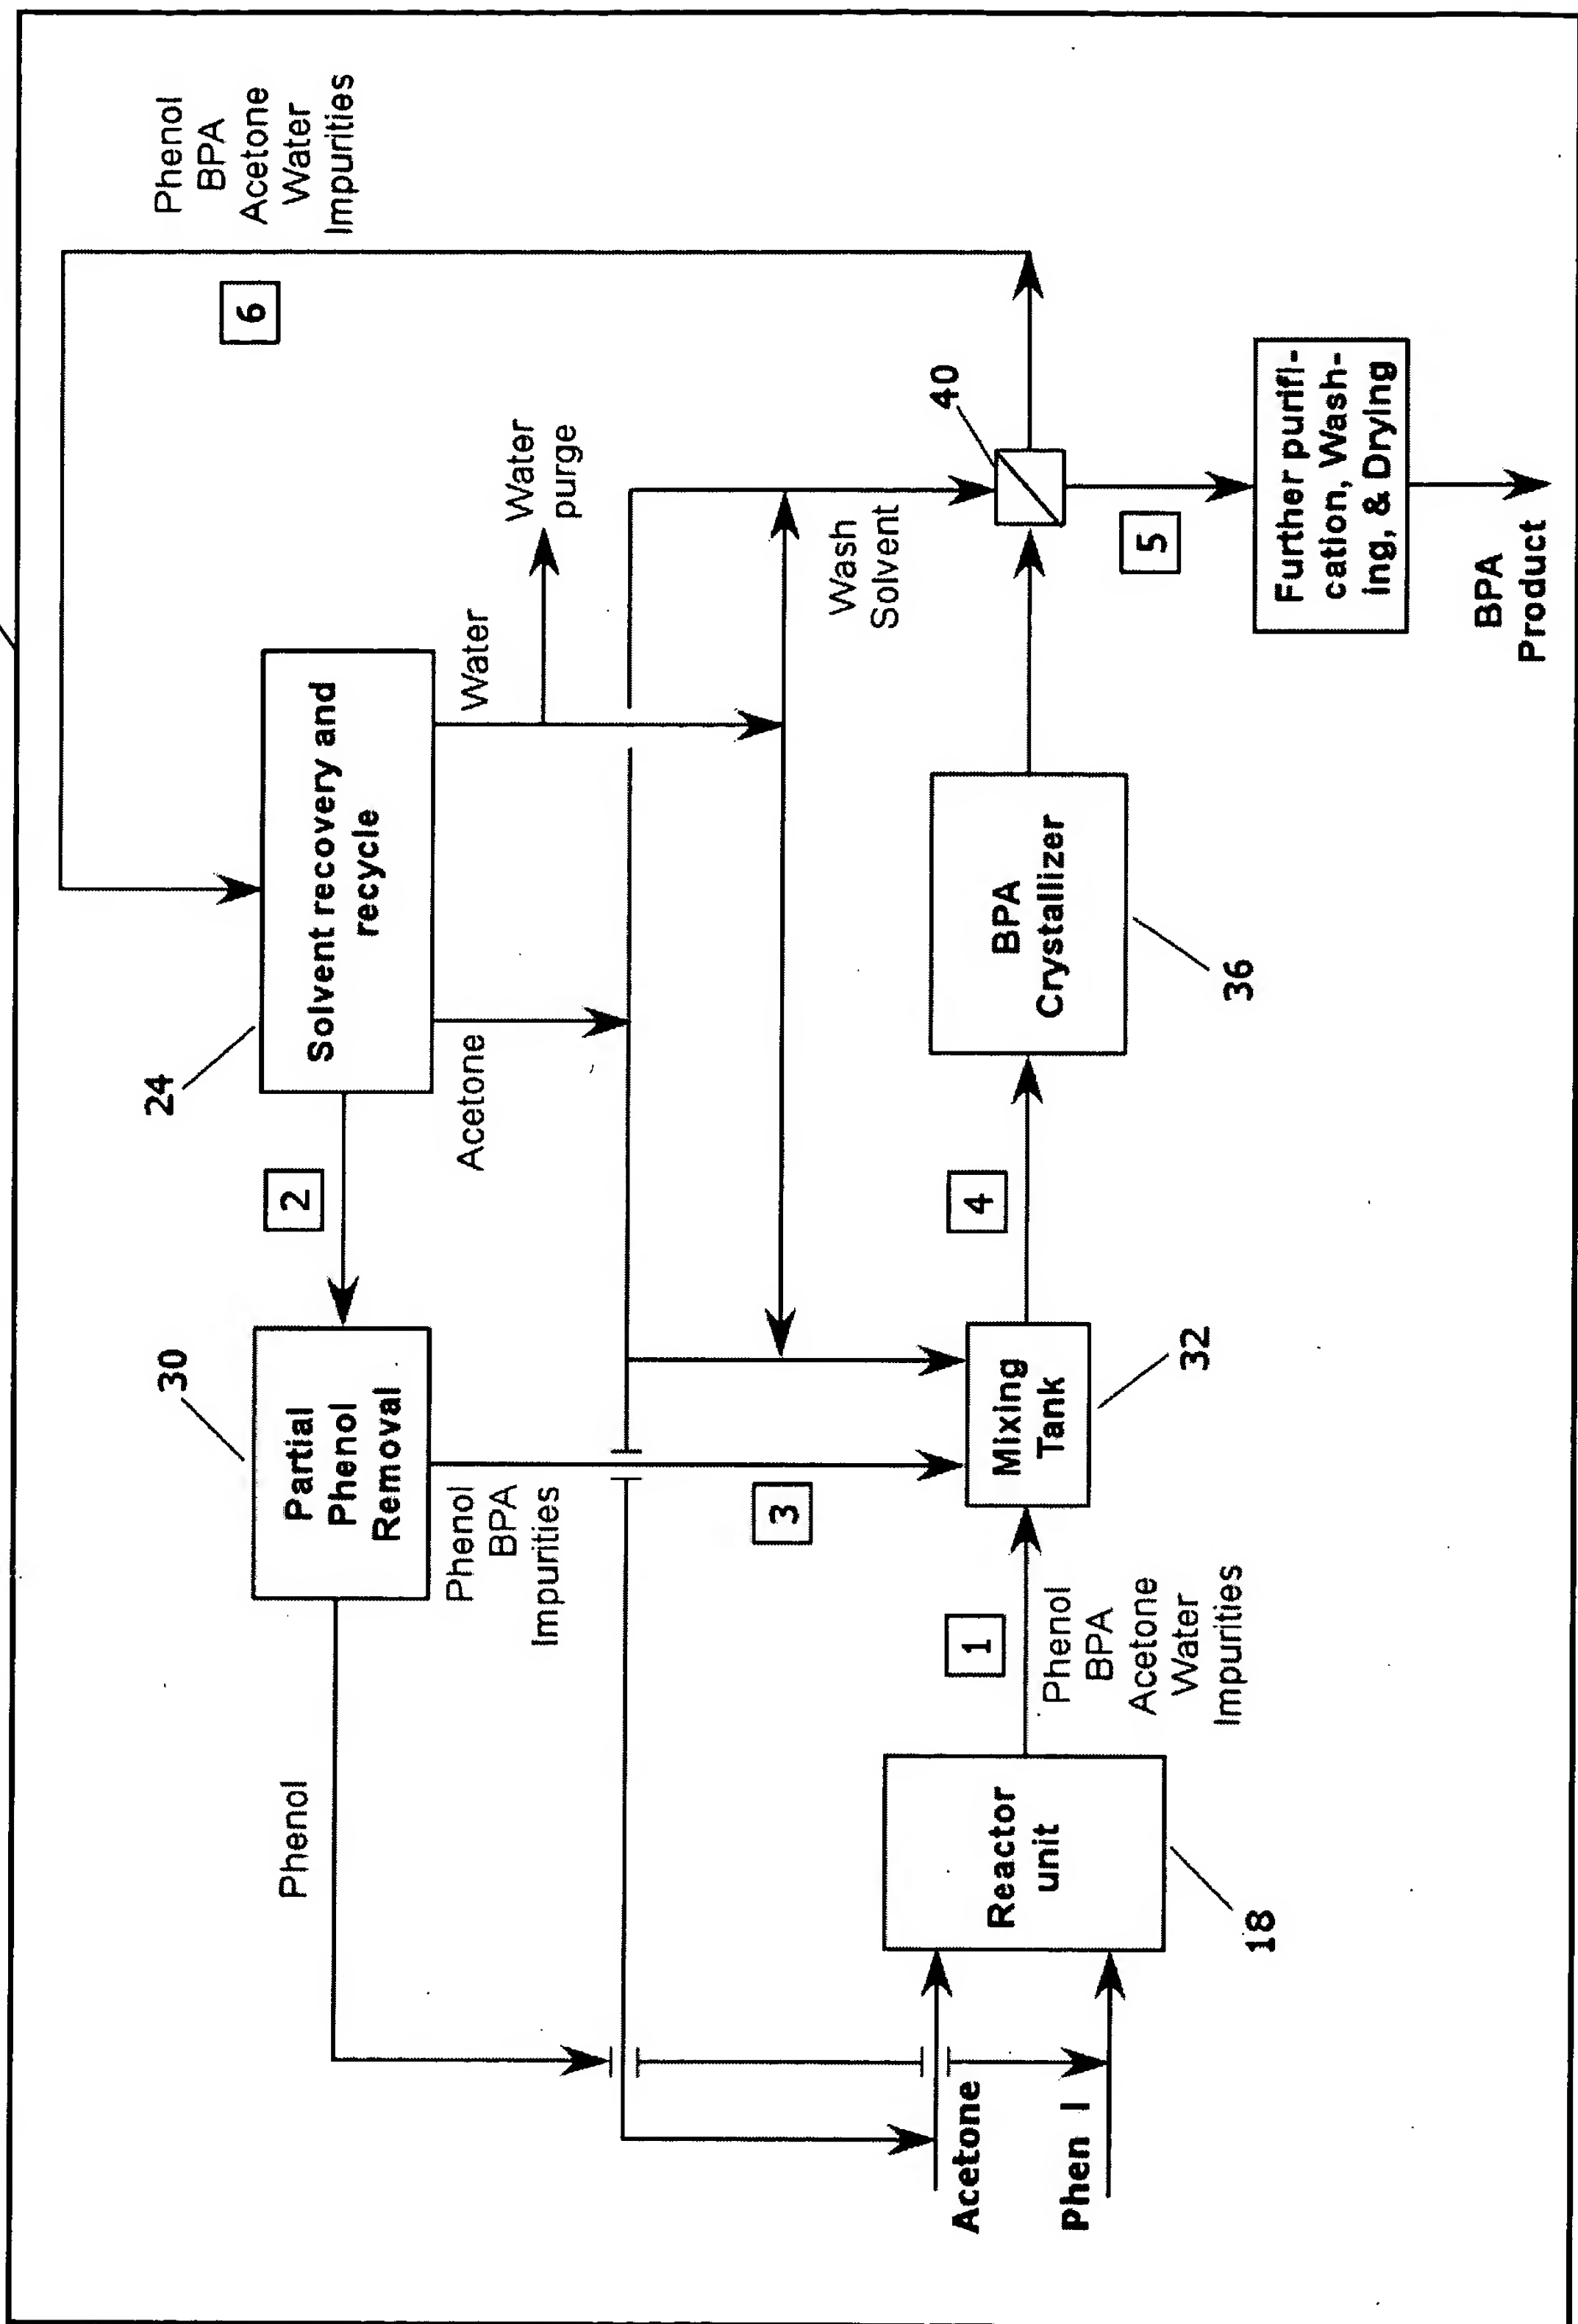 Phenol
BPA
Acetone
Water
Impurities
6
24
Solvent recovery and
recycle
2
30
Partial
Phenol
Removal
Phenol
Phenol
BPA
Impurities
Acetone
Water
Water
purge
3
Wash
Solvent
40
Acetone
Phen l
Reactor
unit
18
1
Phenol
BPA
Acetone
Water
Impurities
Mixing
Tank
32
4
BPA
Crystallizer
36
5
Further purifi-
cation, Wash-
ing, & Drying
BPA
Product